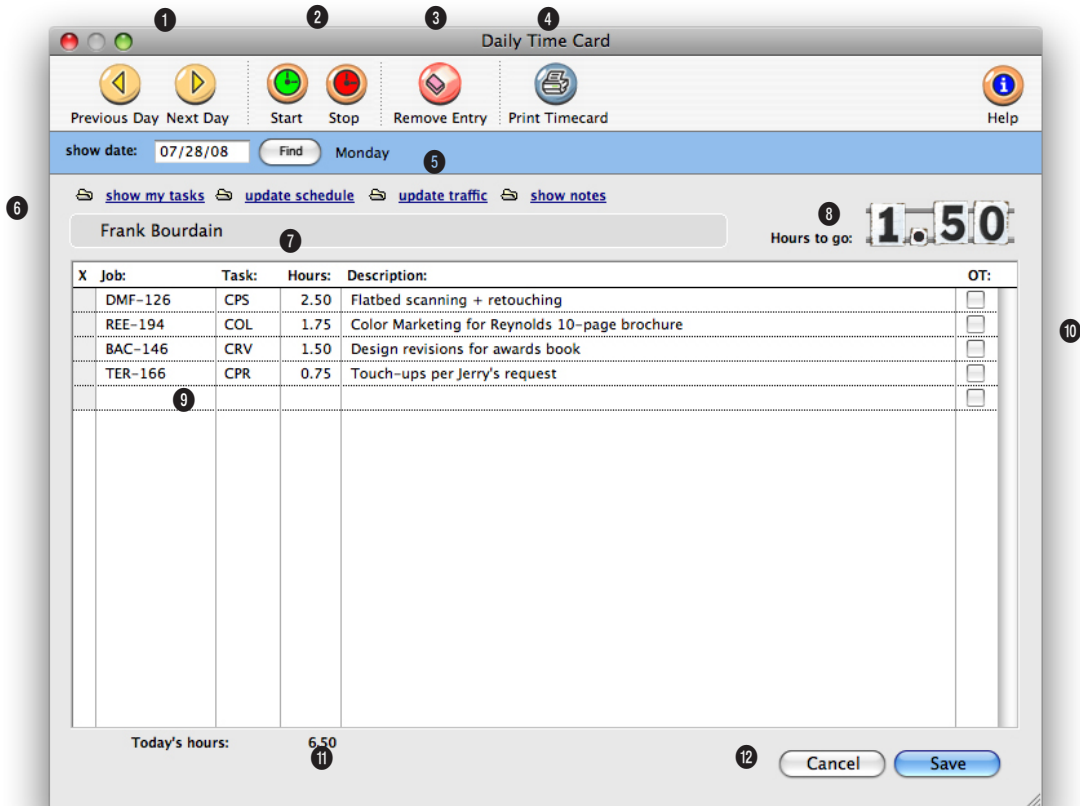 1 2 3 4
Daily Time Card
Previous Day Next Day Start Stop Remove Entry Print Timecard Help
show date: 07/28/08 Find Monday
5
show my tasks update schedule update traffic show notes
6 8
Frank Bourdain Hours to go: 1.50
7
X Job: Task: Hours: Description: OT:
DMF-126 CPS 2.50 Flatbed scanning + retouching
REE-194 COL 1.75 Color Marketing for Reynolds 10-page brochure
10
BAC-146 CRV 1.50 Design revisions for awards book
TER-166 CPR 0.75 Touch-ups per Jerry's request
9
Today's hours: 6.50
11 12
Cancel Save